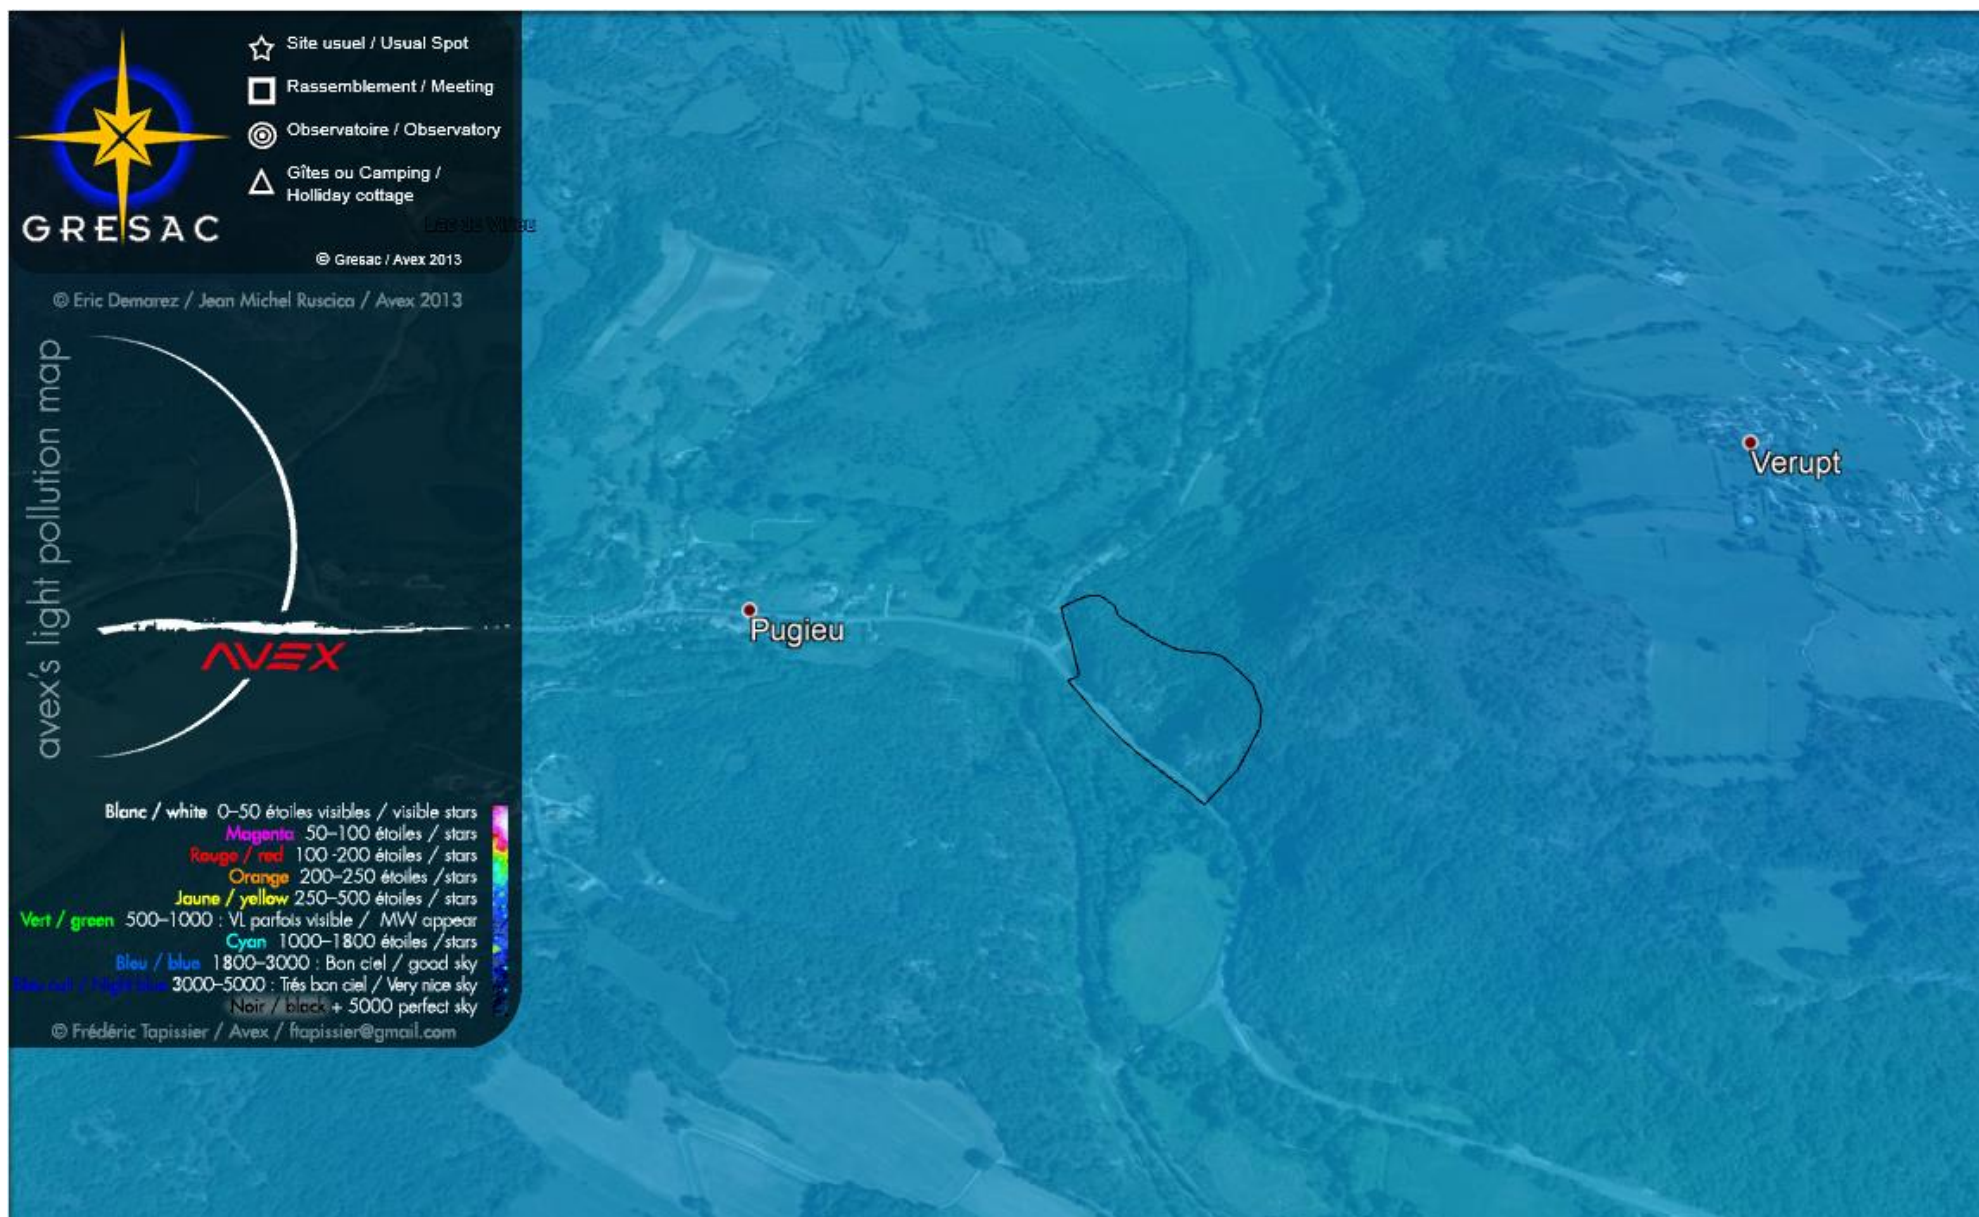 Site usuel / Usual Spot
Rassemblement / Meeting
Observatoire / Observatory
Gîtes ou Camping /
Holliday cottage
GRESAC
© Gresac / Avex 2013
© Eric Demarez / Jean Michel Ruscica / Avex 2013
avex's light pollution map
AVEX
Blanc / white 0–50 étoiles visibles / visible stars
Magenta 50–100 étoiles / stars
Rouge / red 100 -200 étoiles / stars
Orange 200–250 étoiles /stars
Jaune / yellow 250–500 étoiles / stars
Vert / green 500–1000 : VL parfois visible / MW appear
Cyan 1000–1800 étoiles /stars
Bleu / blue 1800–3000 : Bon ciel / good sky
Bleu nuit / Night blue 3000–5000 : Trés bon ciel / Very nice sky
Noir / black + 5000 perfect sky
© Frédéric Tapissier / Avex / ftapissier@gmail.com
Pugieu
Verupt